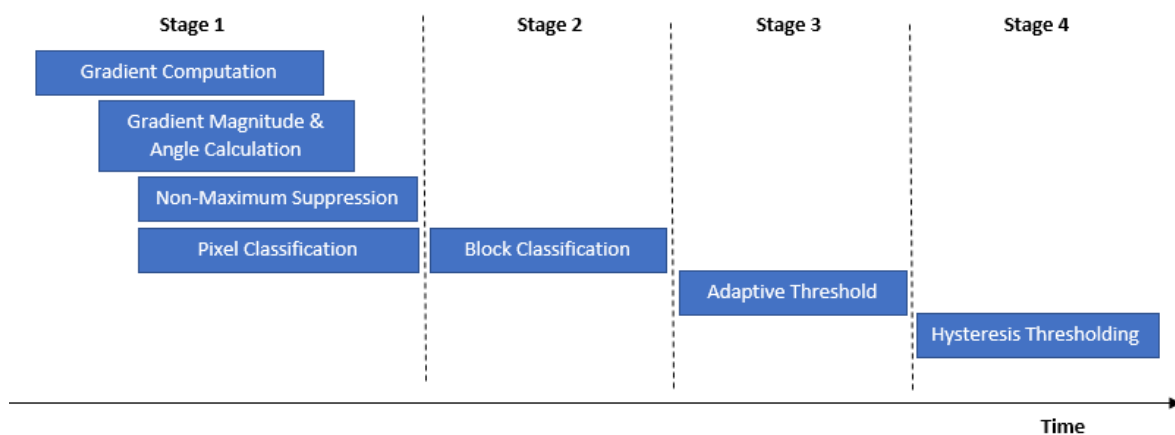 Stage 1
Stage 2
Stage 3
Stage 4
Gradient Computation
Gradient Magnitude &
Angle Calculation
Non-Maximum Suppression
Pixel Classification
Block Classification
Adaptive Threshold
Hysteresis Thresholding
Time